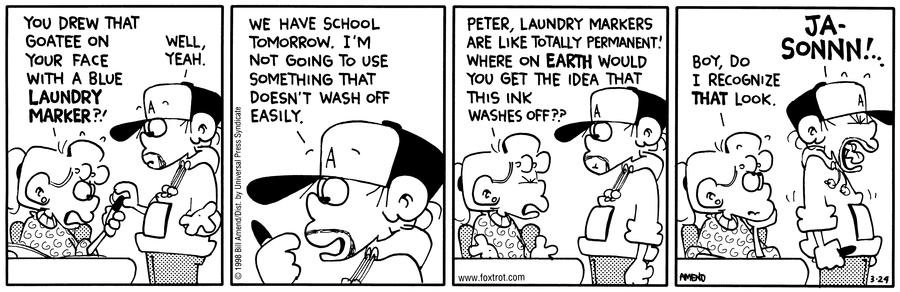 YOU DREW THAT
GOATEE ON
YOUR FACE
WITH A BLUE
LAUNDRY
MARKER?!
WELL,
YEAH.
A
WE HAVE SCHOOL
TOMORROW. I'M
NOT GOING TO USE
SOMETHING THAT
DOESN'T WASH OFF
EASILY.
A
© 1998 Bill Amend/Dist. by Universal Press Syndicate
PETER, LAUNDRY MARKERS
ARE LIKE TOTALLY PERMANENT!
WHERE ON EARTH WOULD
YOU GET THE IDEA THAT
THIS INK
WASHES OFF??
A
www.foxtrot.com
BOY, DO
I RECOGNIZE
THAT LOOK.
JA-
SONNN!...
A
AMEND
3-24